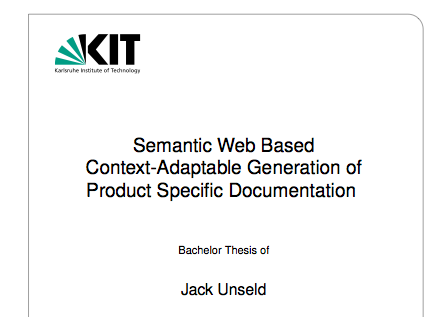 KIT
Karlsruhe Institute of Technology
Semantic Web Based
Context-Adaptable Generation of
Product Specific Documentation
Bachelor Thesis of
Jack Unseld